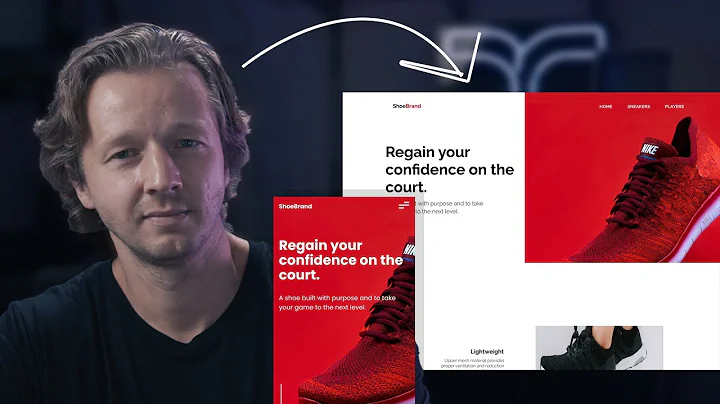 ShoeBrand
HOME SNEAKERS PLAYERS
NIKE
Regain your
confidence on the
court.
with purpose and to take
to the next level.
Lightweight
Upper mesh material provides
proper ventilation and reduction
ShoeBrand
Regain your
confidence on the
court.
A shoe built with purpose and to take
your game to the next level.